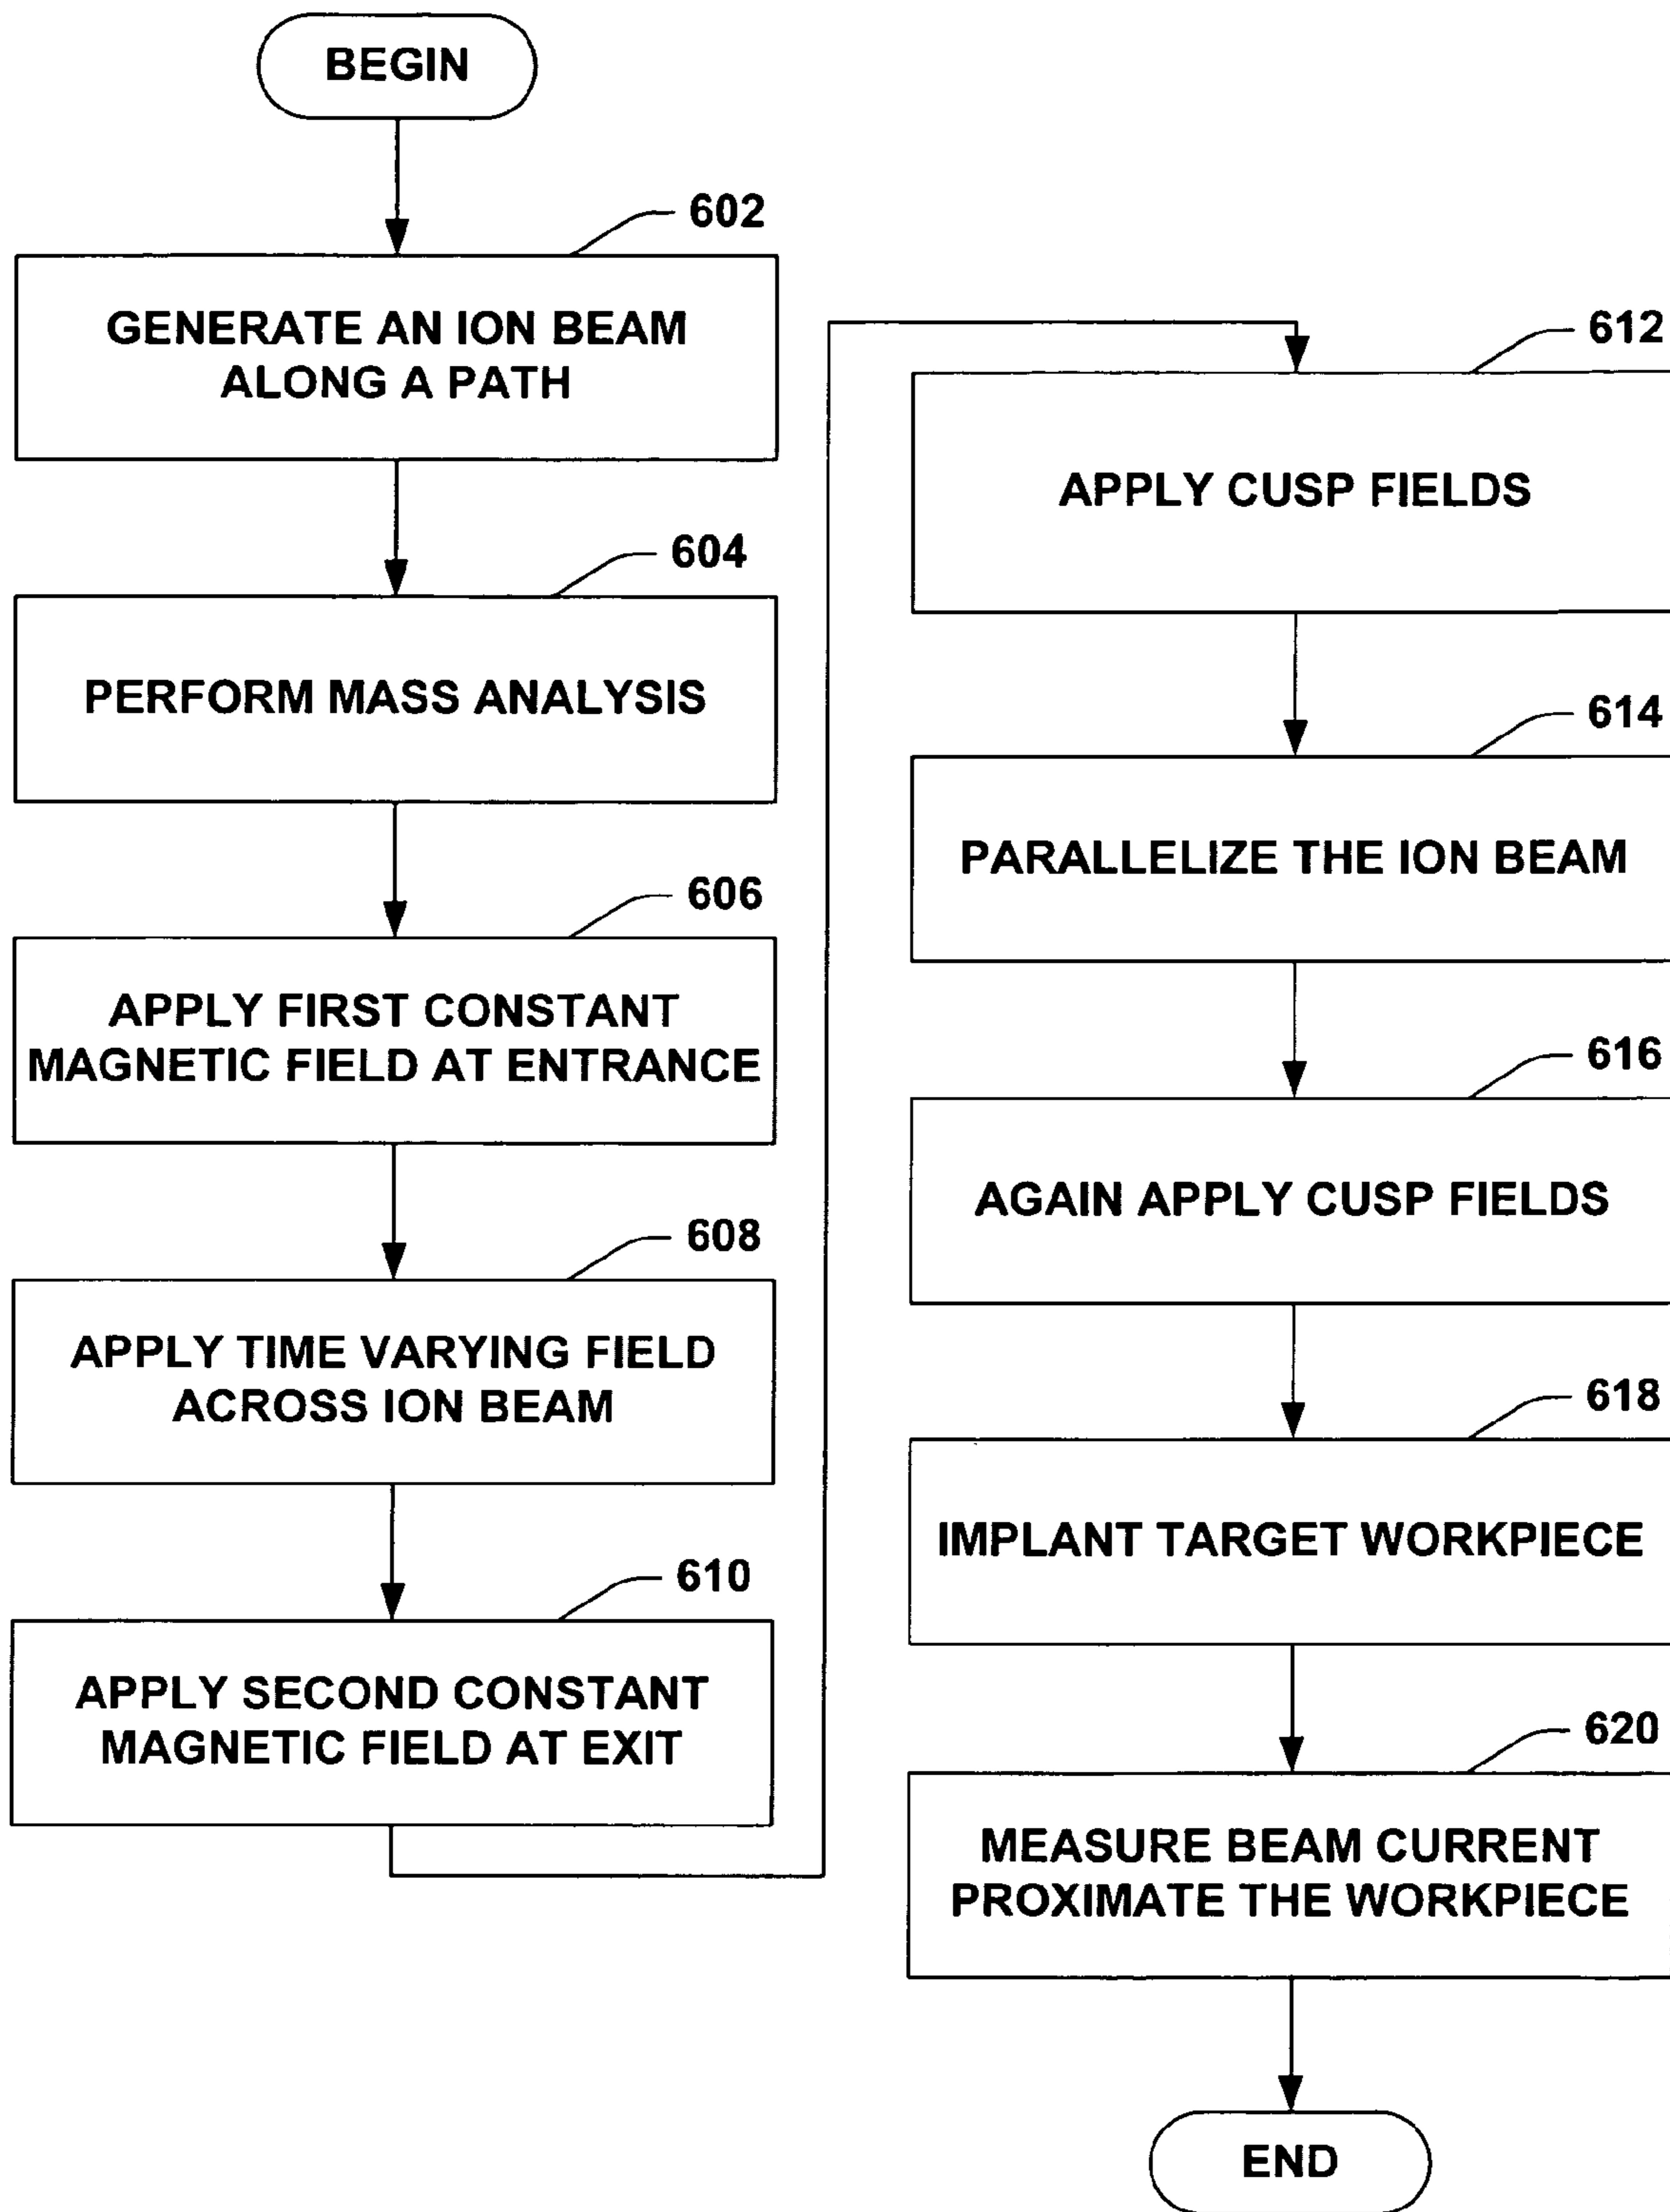 BEGIN
602
GENERATE AN ION BEAM
ALONG A PATH
604
PERFORM MASS ANALYSIS
606
APPLY FIRST CONSTANT
MAGNETIC FIELD AT ENTRANCE
608
APPLY TIME VARYING FIELD
ACROSS ION BEAM
610
APPLY SECOND CONSTANT
MAGNETIC FIELD AT EXIT
612
APPLY CUSP FIELDS
614
PARALLELIZE THE ION BEAM
616
AGAIN APPLY CUSP FIELDS
618
IMPLANT TARGET WORKPIECE
620
MEASURE BEAM CURRENT
PROXIMATE THE WORKPIECE
END